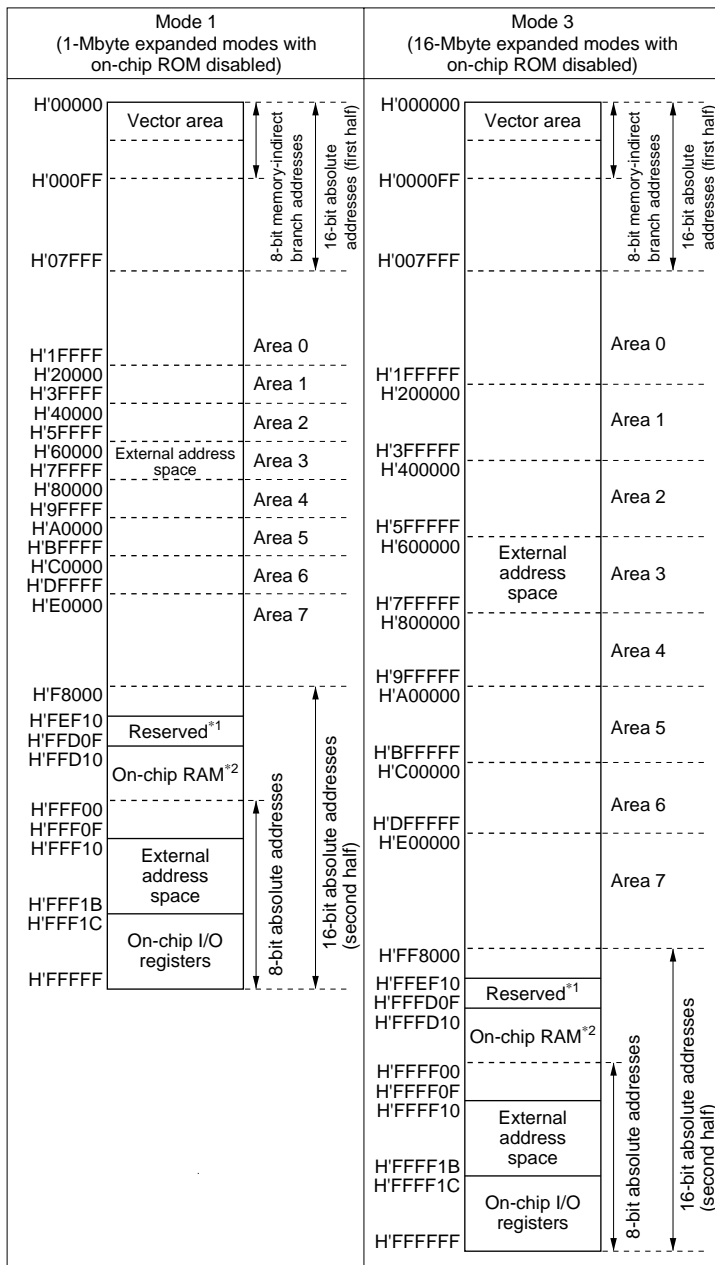 Mode 1
(1-Mbyte expanded modes with
on-chip ROM disabled)
H'00000
Vector area
H'000FF
H'07FFF
8-bit memory-indirect
branch addresses
16-bit absolute
addresses (first half)
H'1FFFF
Area 0
H'20000
H'3FFFF
Area 1
H'40000
H'5FFFF
Area 2
H'60000
H'7FFFF
External address
space
Area 3
H'80000
H'9FFFF
Area 4
H'A0000
H'BFFFF
Area 5
H'C0000
H'DFFFF
Area 6
H'E0000
Area 7
H'F8000
H'FEF10
H'FFD0F
Reserved*1
H'FFD10
On-chip RAM*2
H'FFF00
H'FFF0F
H'FFF10
External
address
space
H'FFF1B
H'FFF1C
On-chip I/O
registers
H'FFFFF
8-bit absolute addresses
16-bit absolute addresses
(second half)
Mode 3
(16-Mbyte expanded modes with
on-chip ROM disabled)
H'000000
Vector area
H'0000FF
H'007FFF
8-bit memory-indirect
branch addresses
16-bit absolute
addresses (first half)
Area 0
H'1FFFFF
H'200000
Area 1
H'3FFFFF
H'400000
Area 2
H'5FFFFF
H'600000
External
address
space
Area 3
H'7FFFFF
H'800000
Area 4
H'9FFFFF
H'A00000
Area 5
H'BFFFFF
H'C00000
Area 6
H'DFFFFF
H'E00000
Area 7
H'FF8000
H'FFEF10
H'FFFD0F
Reserved*1
H'FFFD10
On-chip RAM*2
H'FFFF00
H'FFFF0F
H'FFFF10
External
address
space
H'FFFF1B
H'FFFF1C
On-chip I/O
registers
H'FFFFFF
8-bit absolute addresses
16-bit absolute addresses
(second half)